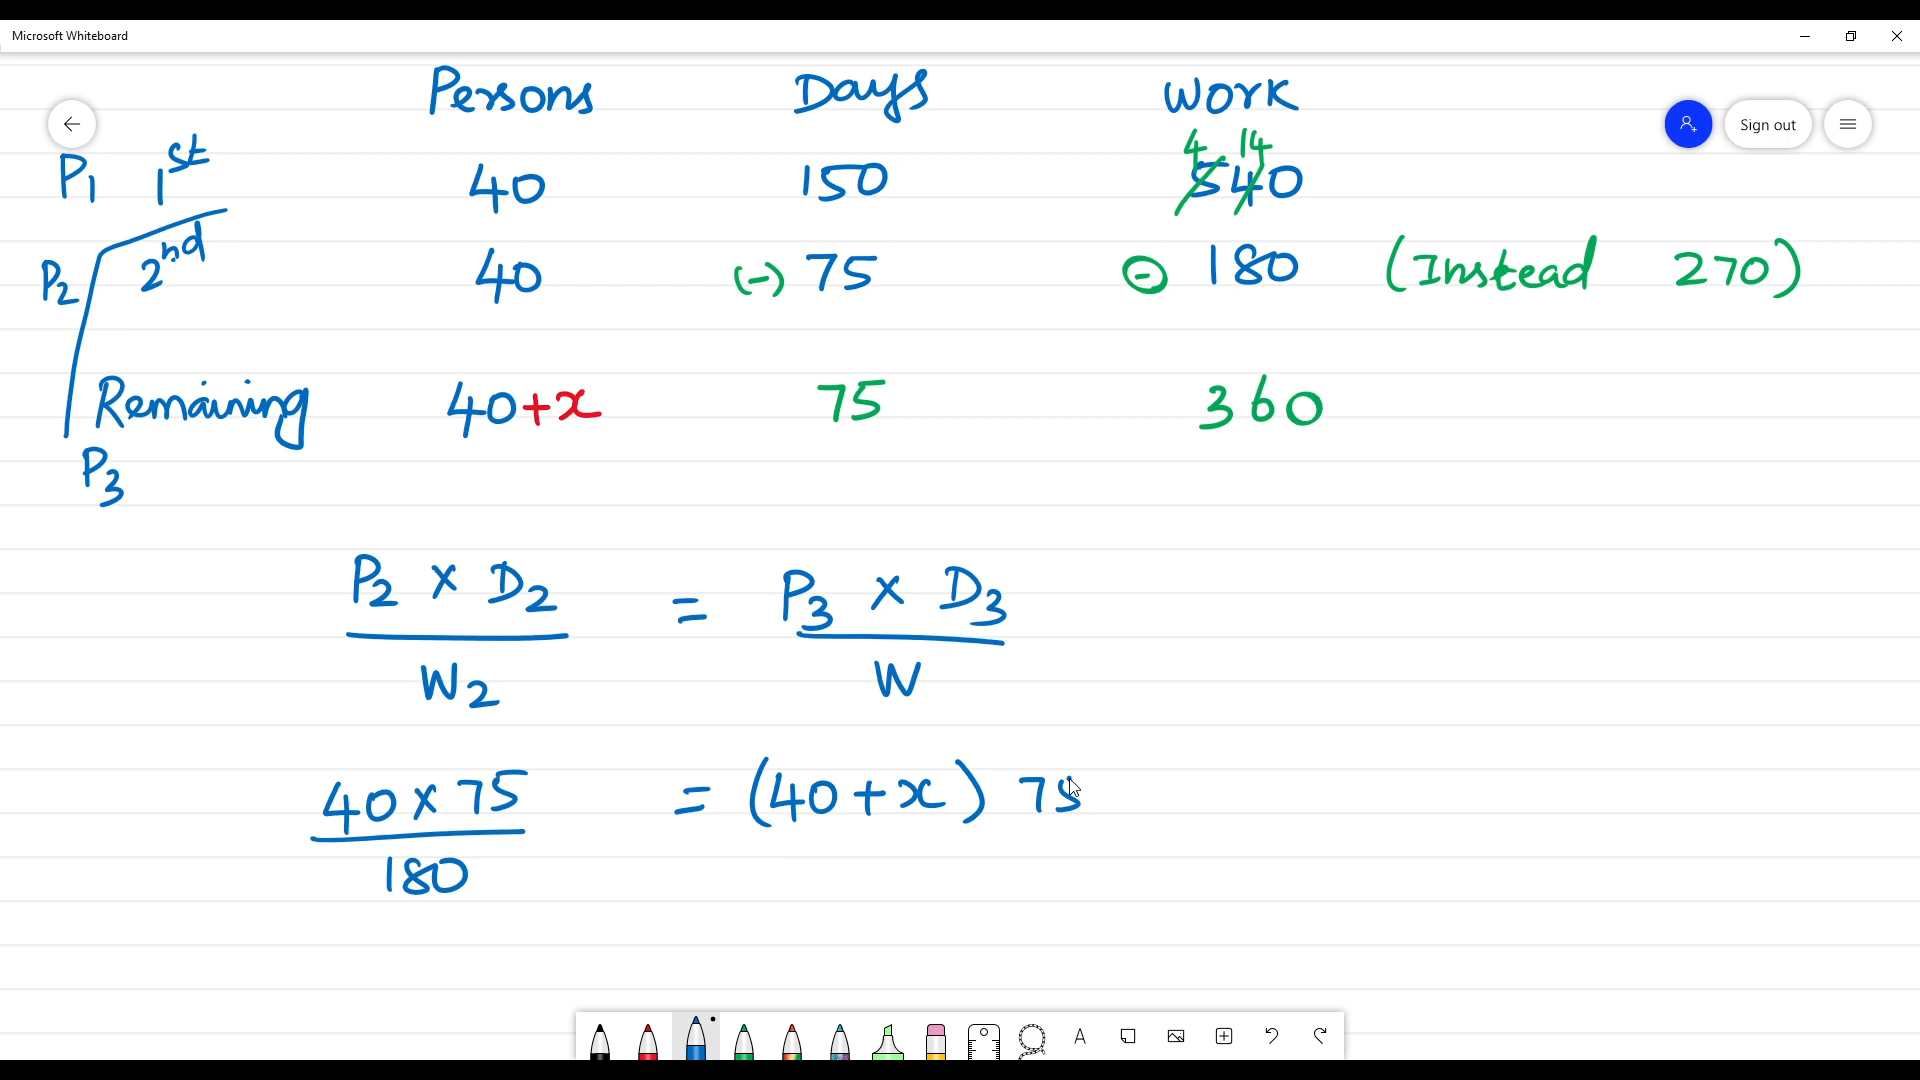 Microsoft Whiteboard
Persons Days Work
Sign out
4 14
P1 1st 40 150 540
P2 2nd 40 (-) 75 - 180 (Instead 270)
Remaining 40+x 75 360
P3
P2 × D2 = P3 × D3
W2 W
40 × 75 = (40 + x) 75
180
A